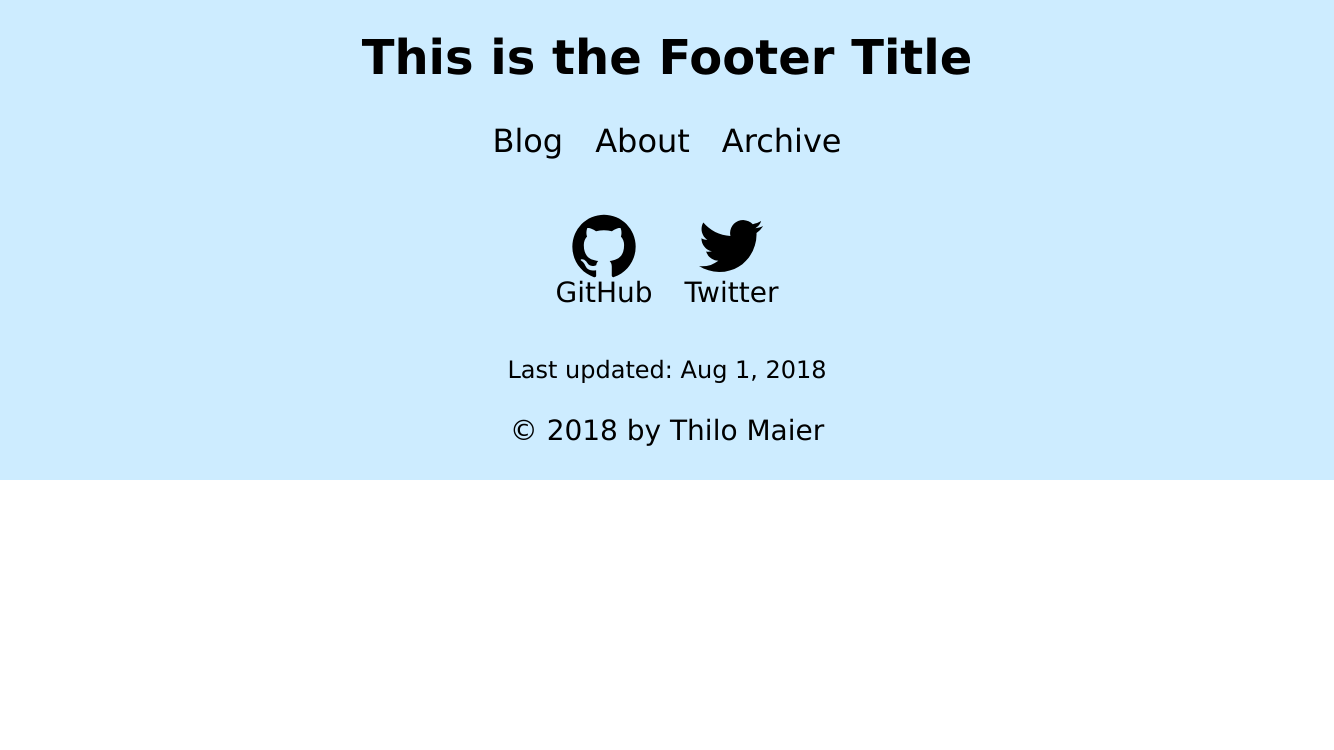 This is the Footer Title
Blog About Archive
GitHub Twitter
Last updated: Aug 1, 2018
© 2018 by Thilo Maier